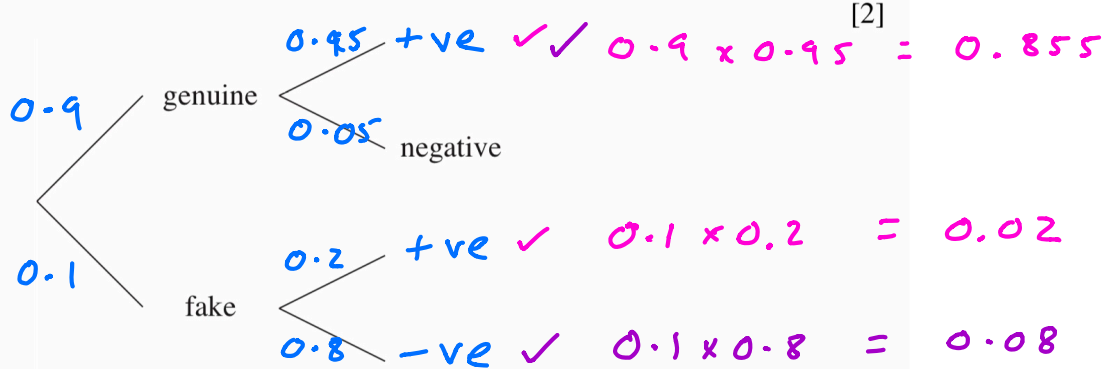 [2]
0.95 +ve ✓ ✓ 0.9 x 0.95 = 0.855
0.9 genuine
0.05 negative
0.2 +ve ✓ 0.1 x 0.2 = 0.02
0.1 fake
0.8 -ve ✓ 0.1 x 0.8 = 0.08